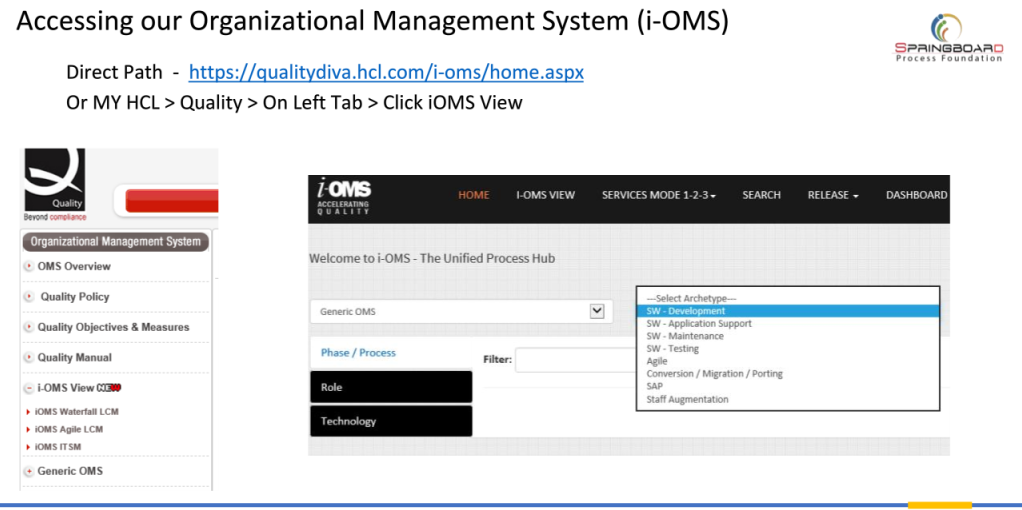 Accessing our Organizational Management System (i-OMS)
SPRINGBOARD
Process Foundation
Direct Path - https://qualitydiva.hcl.com/i-oms/home.aspx
Or MY HCL > Quality > On Left Tab > Click iOMS View
Quality
Beyond compliance
Organizational Management System
OMS Overview
Quality Policy
Quality Objectives & Measures
Quality Manual
i-OMS View NEW
iOMS Waterfall LCM
iOMS Agile LCM
iOMS ITSM
Generic OMS
i-OMS
ACCELERATING
QUALITY
HOME I-OMS VIEW SERVICES MODE 1-2-3 SEARCH RELEASE DASHBOARD
Welcome to i-OMS - The Unified Process Hub
Generic OMS
---Select Archetype---
SW - Development
SW - Application Support
SW - Maintenance
SW - Testing
Agile
Conversion / Migration / Porting
SAP
Staff Augmentation
Phase / Process
Filter:
Role
Technology